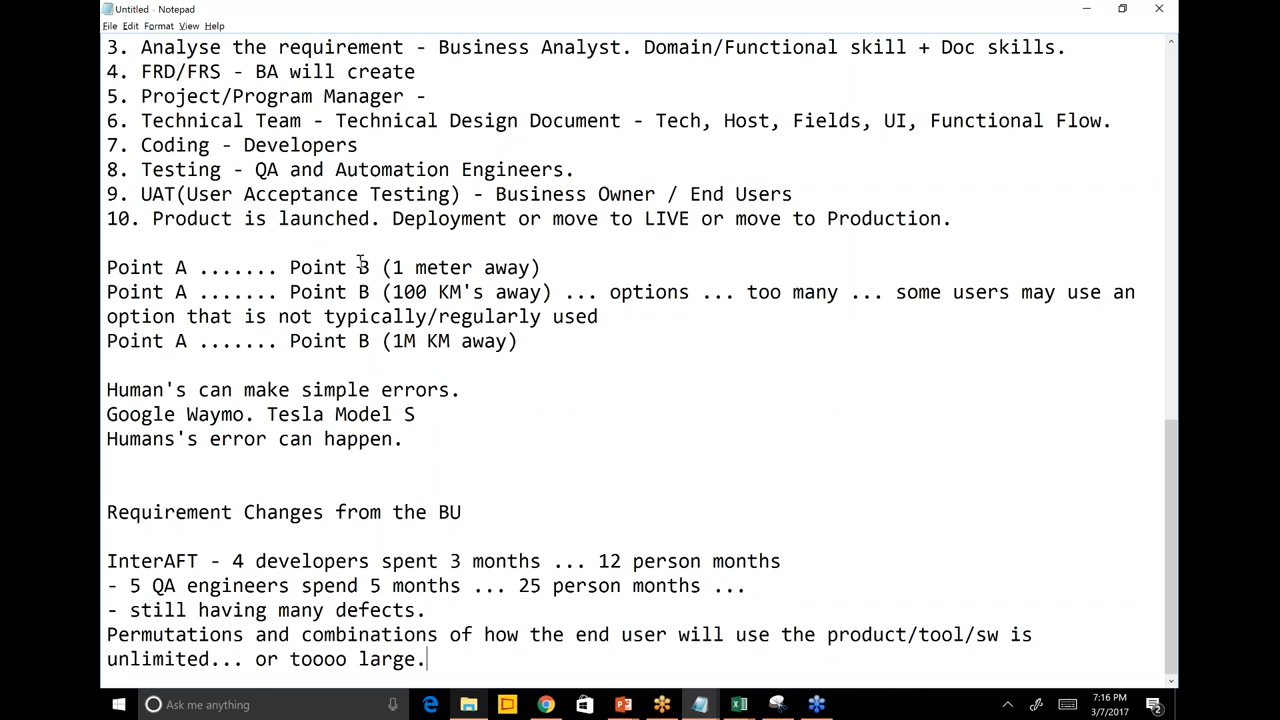 Untitled - Notepad
File Edit Format View Help
3. Analyse the requirement - Business Analyst. Domain/Functional skill + Doc skills.
4. FRD/FRS - BA will create
5. Project/Program Manager -
6. Technical Team - Technical Design Document - Tech, Host, Fields, UI, Functional Flow.
7. Coding - Developers
8. Testing - QA and Automation Engineers.
9. UAT(User Acceptance Testing) - Business Owner / End Users
10. Product is launched. Deployment or move to LIVE or move to Production.
Point A ....... Point B (1 meter away)
Point A ....... Point B (100 KM's away) ... options ... too many ... some users may use an
option that is not typically/regularly used
Point A ....... Point B (1M KM away)
Human's can make simple errors.
Google Waymo. Tesla Model S
Humans's error can happen.
Requirement Changes from the BU
InterAFT - 4 developers spent 3 months ... 12 person months
- 5 QA engineers spend 5 months ... 25 person months ...
- still having many defects.
Permutations and combinations of how the end user will use the product/tool/sw is
unlimited... or toooo large.
Ask me anything
7:16 PM
3/7/2017
2